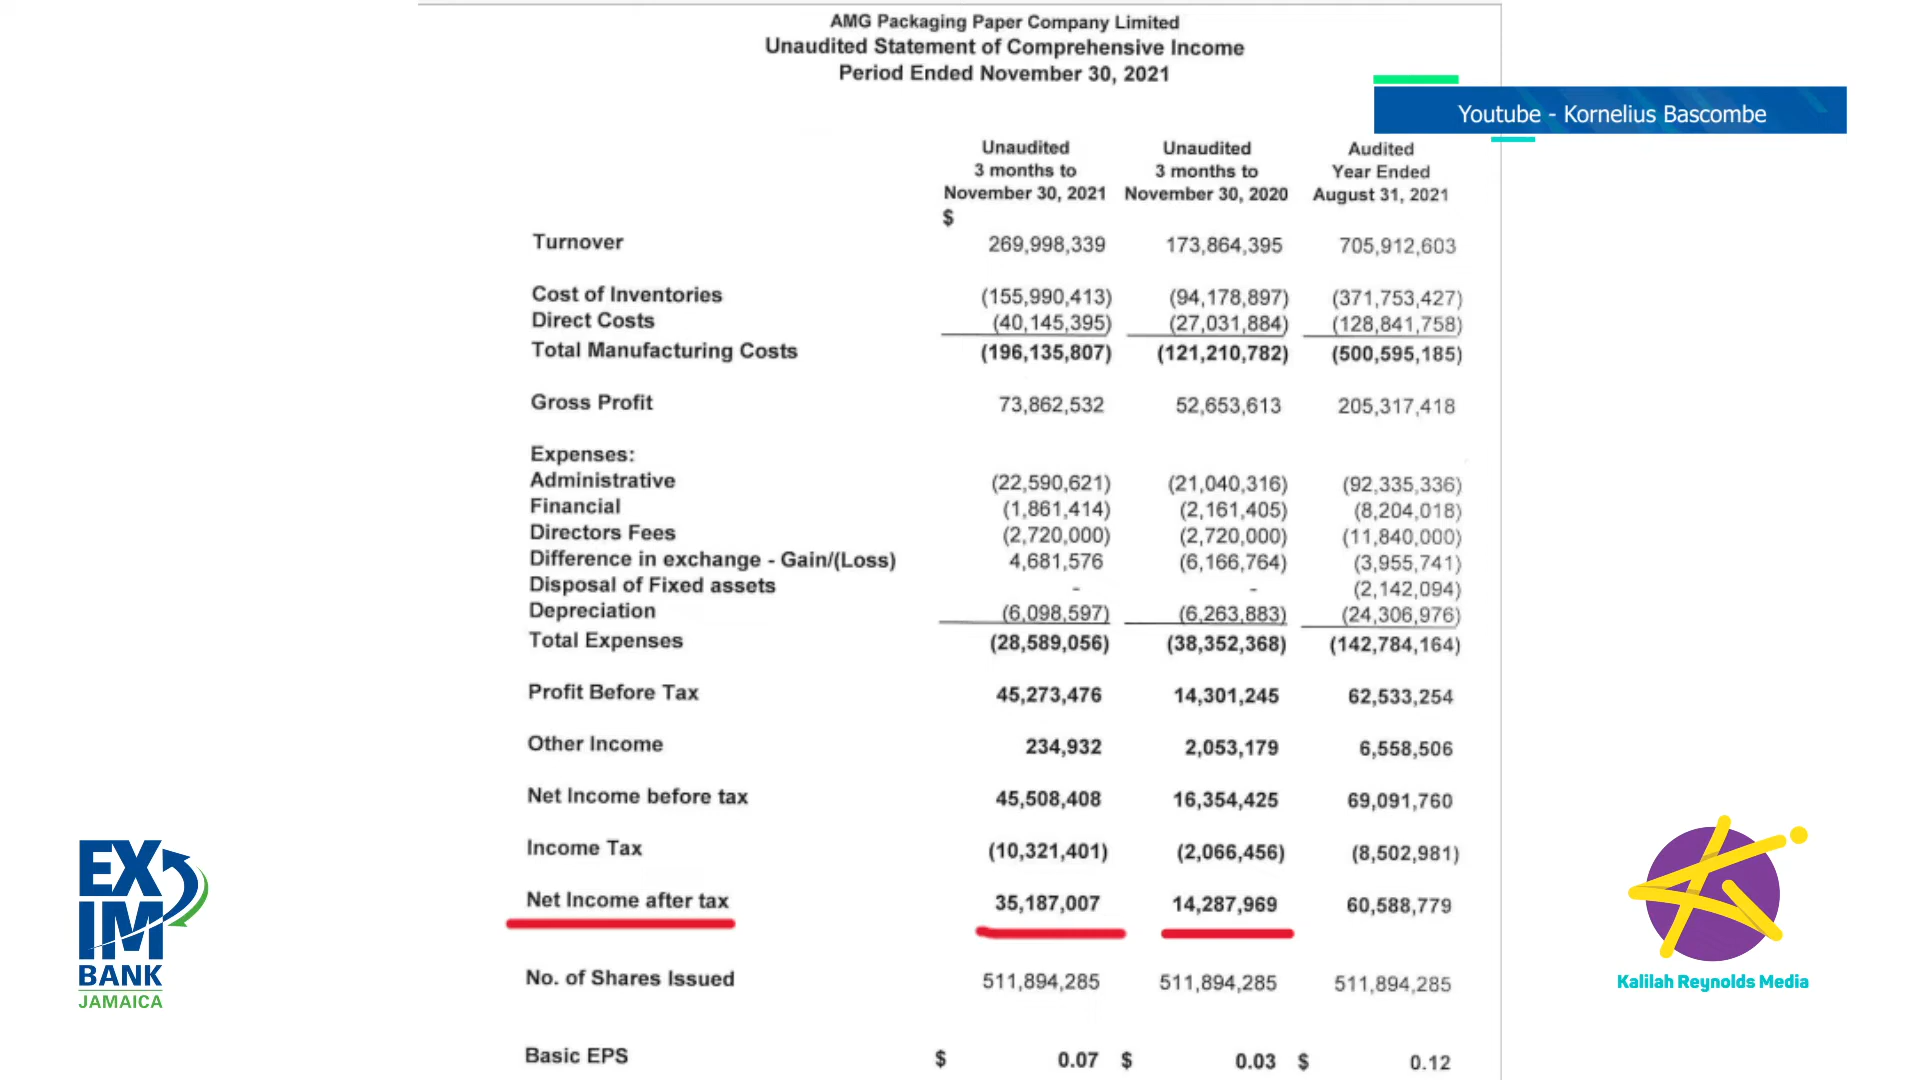 AMG Packaging Paper Company Limited
Unaudited Statement of Comprehensive Income
Period Ended November 30, 2021
Youtube - Kornelius Bascombe
Unaudited Unaudited Audited
3 months to 3 months to Year Ended
November 30, 2021 November 30, 2020 August 31, 2021
$
Turnover 269,998,339 173,864,395 705,912,603
Cost of Inventories (155,990,413) (94,178,897) (371,753,427)
Direct Costs (40,145,395) (27,031,884) (128,841,758)
Total Manufacturing Costs (196,135,807) (121,210,782) (500,595,185)
Gross Profit 73,862,532 52,653,613 205,317,418
Expenses:
Administrative (22,590,621) (21,040,316) (92,335,336)
Financial (1,861,414) (2,161,405) (8,204,018)
Directors Fees (2,720,000) (2,720,000) (11,840,000)
Difference in exchange - Gain/(Loss) 4,681,576 (6,166,764) (3,955,741)
Disposal of Fixed assets - - (2,142,094)
Depreciation (6,098,597) (6,263,883) (24,306,976)
Total Expenses (28,589,056) (38,352,368) (142,784,164)
Profit Before Tax 45,273,476 14,301,245 62,533,254
Other Income 234,932 2,053,179 6,558,506
Net Income before tax 45,508,408 16,354,425 69,091,760
Income Tax (10,321,401) (2,066,456) (8,502,981)
Net Income after tax 35,187,007 14,287,969 60,588,779
No. of Shares Issued 511,894,285 511,894,285 511,894,285
Basic EPS $ 0.07 $ 0.03 $ 0.12
EX
IM
BANK
JAMAICA
Kalilah Reynolds Media